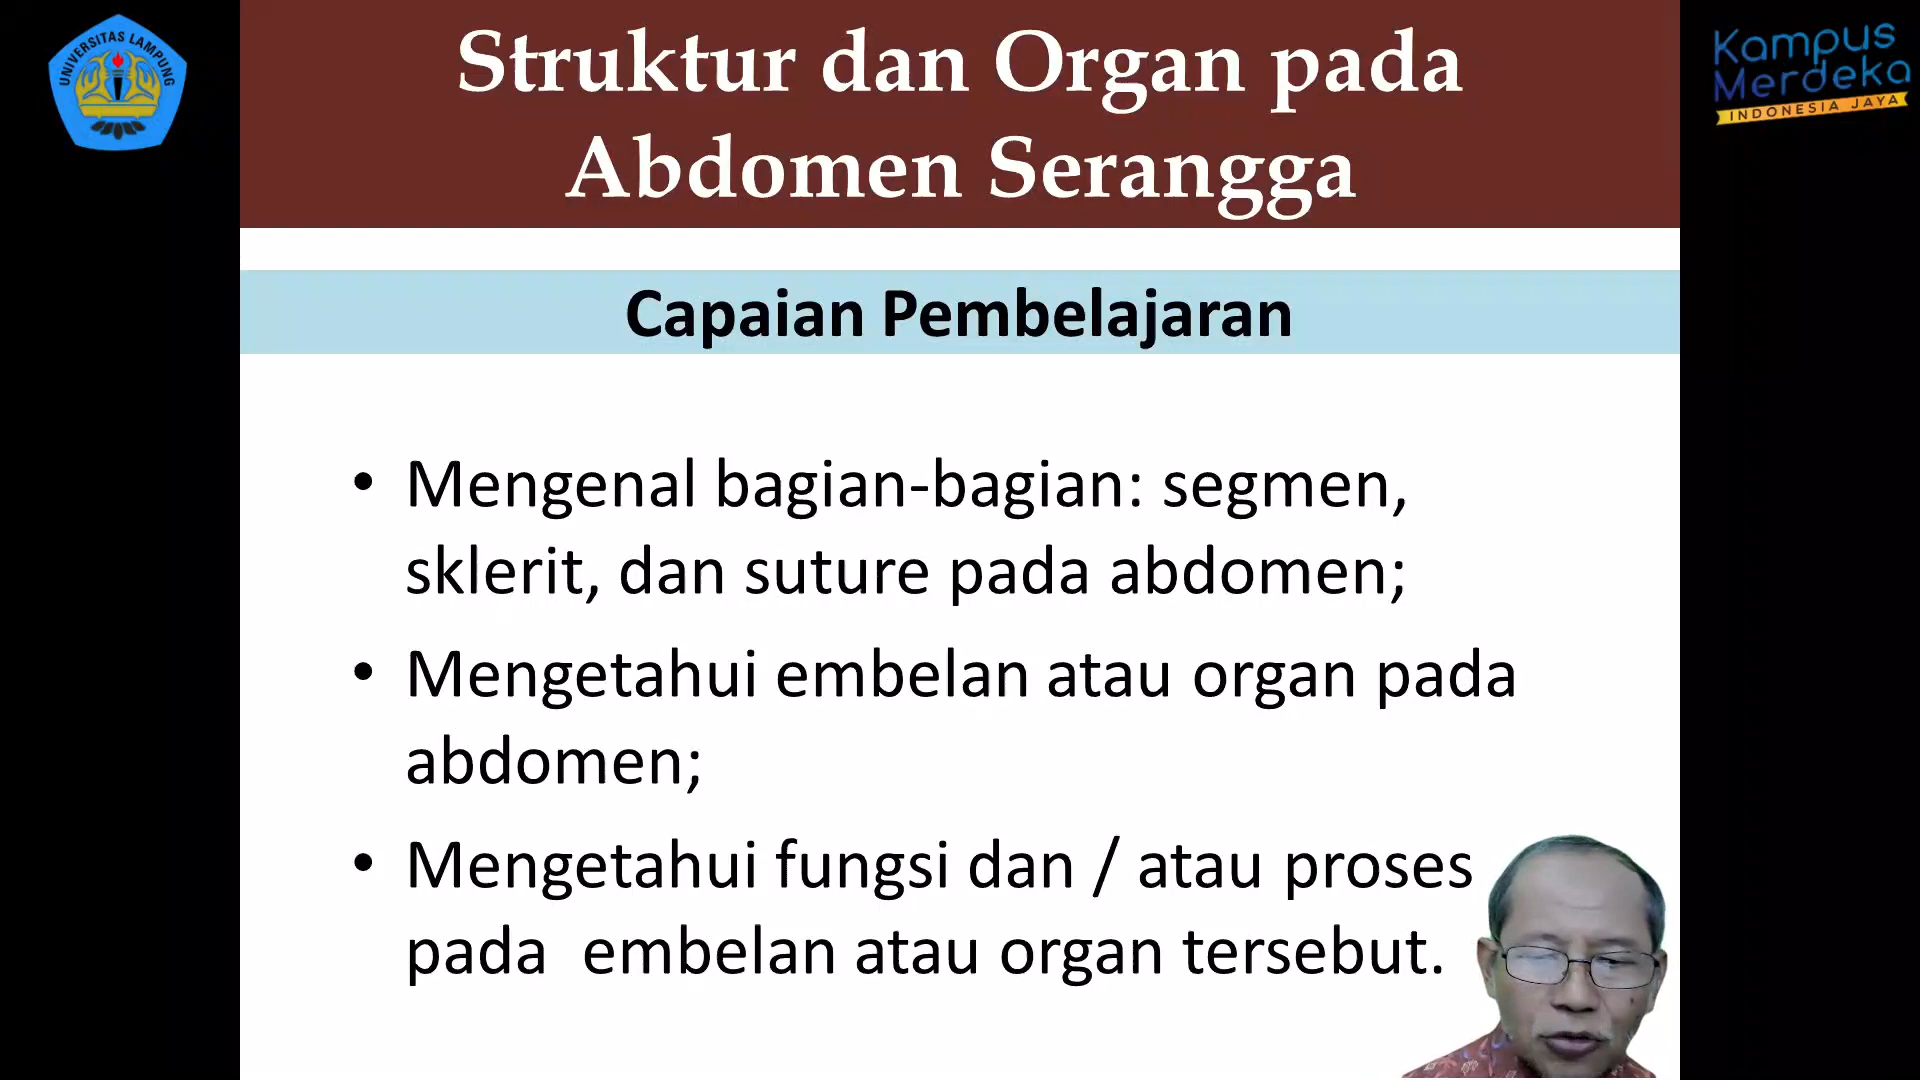 UNIVERSITAS LAMPUNG
Kampus
Merdeka
INDONESIA JAYA
Struktur dan Organ pada
Abdomen Serangga
Capaian Pembelajaran
• Mengenal bagian-bagian: segmen,
sklerit, dan suture pada abdomen;
• Mengetahui embelan atau organ pada
abdomen;
• Mengetahui fungsi dan / atau proses
pada  embelan atau organ tersebut.